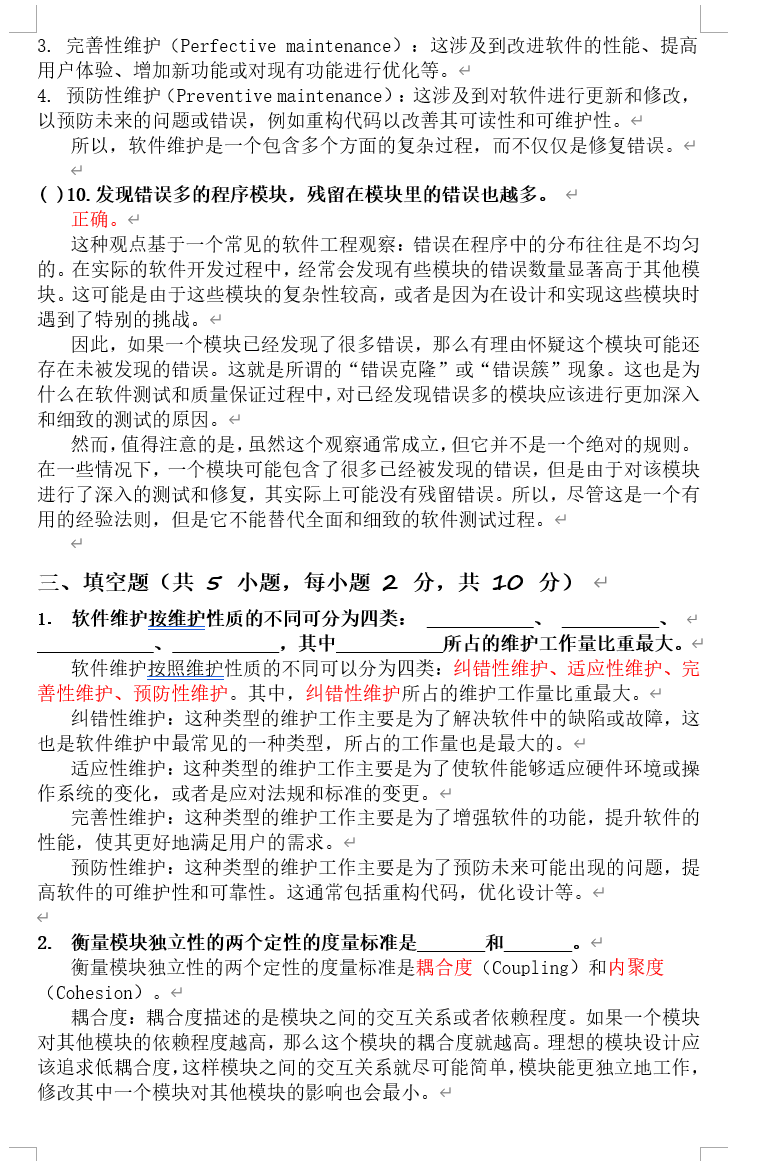 3. 完善性维护（Perfective maintenance）：这涉及到改进软件的性能、提高
用户体验、增加新功能或对现有功能进行优化等。
4. 预防性维护（Preventive maintenance）：这涉及到对软件进行更新和修改，
以预防未来的问题或错误，例如重构代码以改善其可读性和可维护性。
所以，软件维护是一个包含多个方面的复杂过程，而不仅仅是修复错误。
( )10. 发现错误多的程序模块，残留在模块里的错误也越多。
正确。
这种观点基于一个常见的软件工程观察：错误在程序中的分布往往是不均匀
的。在实际的软件开发过程中，经常会发现有些模块的错误数量显著高于其他模
块。这可能是由于这些模块的复杂性较高，或者是因为在设计和实现这些模块时
遇到了特别的挑战。
因此，如果一个模块已经发现了很多错误，那么有理由怀疑这个模块可能还
存在未被发现的错误。这就是所谓的“错误克隆”或“错误簇”现象。这也是为
什么在软件测试和质量保证过程中，对已经发现错误多的模块应该进行更加深入
和细致的测试的原因。
然而，值得注意的是，虽然这个观察通常成立，但它并不是一个绝对的规则。
在一些情况下，一个模块可能包含了很多已经被发现的错误，但是由于对该模块
进行了深入的测试和修复，其实际上可能没有残留错误。所以，尽管这是一个有
用的经验法则，但是它不能替代全面和细致的软件测试过程。
三、填空题（共 5 小题，每小题 2 分，共 10 分）
1. 软件维护按维护性质的不同可分为四类： ___________、 __________、
____________、___________，其中___________所占的维护工作量比重最大。
软件维护按照维护性质的不同可以分为四类：纠错性维护、适应性维护、完
善性维护、预防性维护。其中，纠错性维护所占的维护工作量比重最大。
纠错性维护：这种类型的维护工作主要是为了解决软件中的缺陷或故障，这
也是软件维护中最常见的一种类型，所占的工作量也是最大的。
适应性维护：这种类型的维护工作主要是为了使软件能够适应硬件环境或操
作系统的变化，或者是应对法规和标准的变更。
完善性维护：这种类型的维护工作主要是为了增强软件的功能，提升软件的
性能，使其更好地满足用户的需求。
预防性维护：这种类型的维护工作主要是为了预防未来可能出现的问题，提
高软件的可维护性和可靠性。这通常包括重构代码，优化设计等。
2. 衡量模块独立性的两个定性的度量标准是_______和_______。
衡量模块独立性的两个定性的度量标准是耦合度（Coupling）和内聚度
（Cohesion）。
耦合度：耦合度描述的是模块之间的交互关系或者依赖程度。如果一个模块
对其他模块的依赖程度越高，那么这个模块的耦合度就越高。理想的模块设计应
该追求低耦合度，这样模块之间的交互关系就尽可能简单，模块能更独立地工作，
修改其中一个模块对其他模块的影响也会最小。